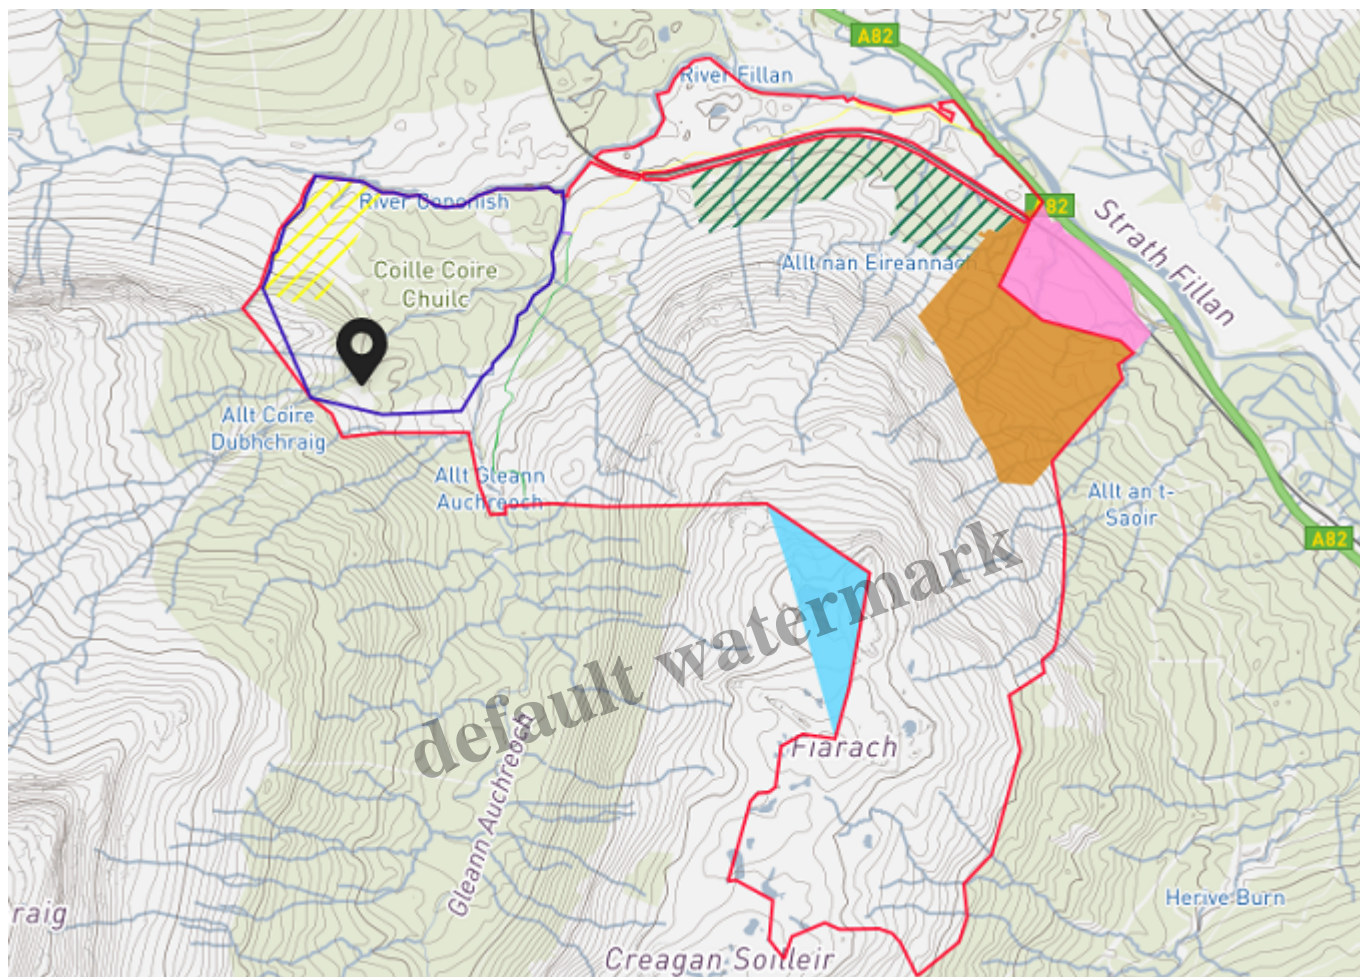 A82
River Fillan
River Cononish
A82
Strath Fillan
Coille Coire
Chuilc
Allt nan Eireannach
Allt Coire
Dubhchraig
Allt Gleann
Auchreoch
Allt an t-
Saoir
A82
default watermark
Fiarach
Gleann Auchreoch
Herive Burn
raig
Creagan Soilleir